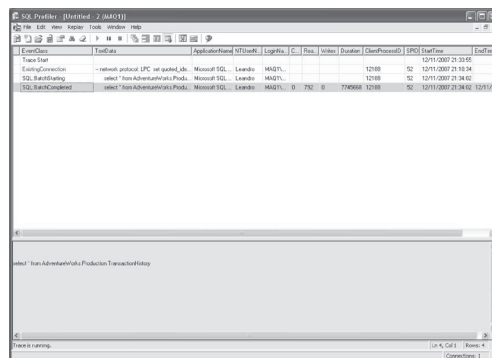 SQL Profiler - [Untitled - 2 (MAQ1)]
File Edit View Replay Tools Window Help
EventClass TextData ApplicationName NTUserN... LoginNa... C... Rea... Writes Duration ClientProcessID SPID StartTime EndTim
Trace Start 12/11/2007 21:33:55
ExistingConnection -- network protocol: LPC set quoted_ide... Microsoft SQL... Leandro MAQ1\... 12188 52 12/11/2007 21:18:34
SQL:BatchStarting select * from AdventureWorks.Produ... Microsoft SQL... Leandro MAQ1\... 12188 52 12/11/2007 21:34:02
SQL:BatchCompleted select * from AdventureWorks.Produ... Microsoft SQL... Leandro MAQ1\... 0 792 0 12188 52 12/11/2007 21:34:02 12/11/
select * from AdventureWorks.Production.TransactionHistory
Trace is running. Ln 4, Col 1 Rows: 4
Connections: 1